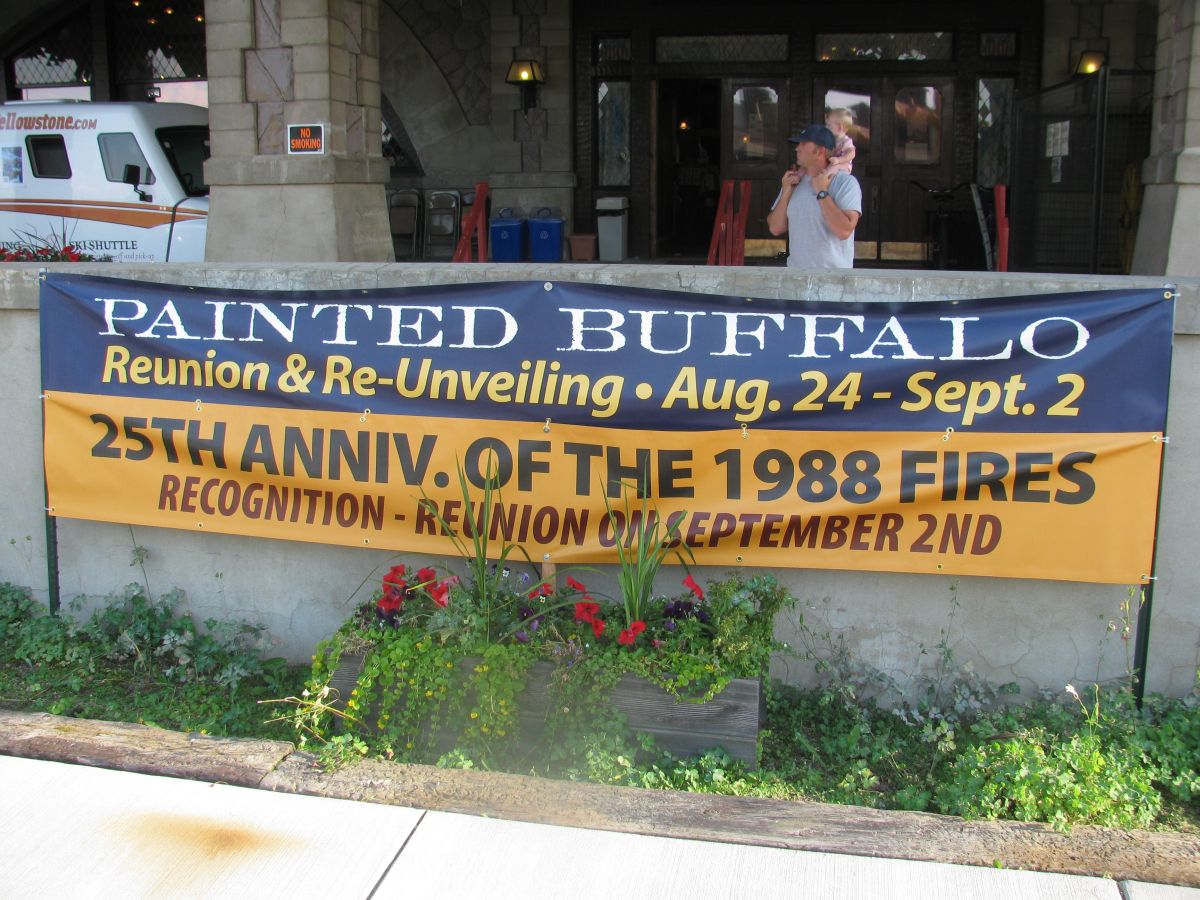 ellowstone.com
NO
SMOKING
SKI SHUTTLE
PAINTED BUFFALO
Reunion & Re-Unveiling • Aug. 24 - Sept. 2
25TH ANNIV. OF THE 1988 FIRES
RECOGNITION - REUNION ON SEPTEMBER 2ND